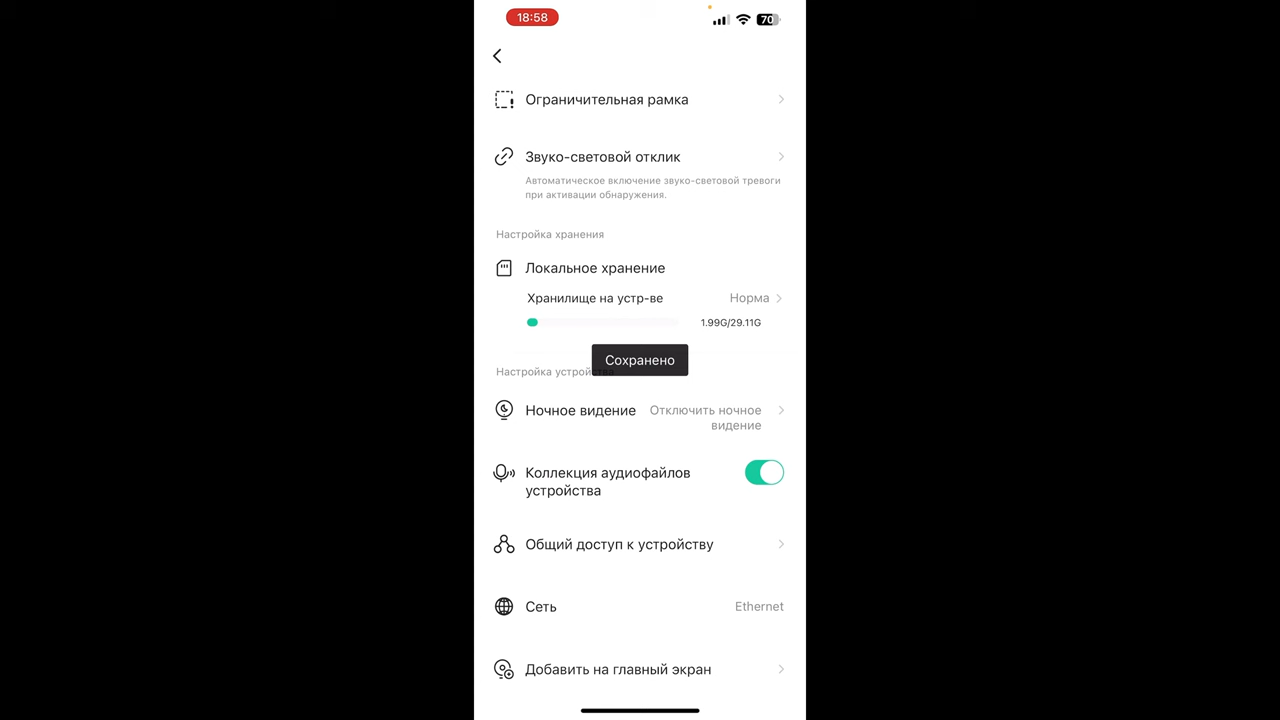 18:58
70
Ограничительная рамка
Звуко-световой отклик
Автоматическое включение звуко-световой тревоги
при активации обнаружения.
Настройка хранения
Локальное хранение
Хранилище на устр-ве Норма
1.99G/29.11G
Сохранено
Настройка устройства
Ночное видение Отключить ночное
видение
Коллекция аудиофайлов
устройства
Общий доступ к устройству
Сеть Ethernet
Добавить на главный экран